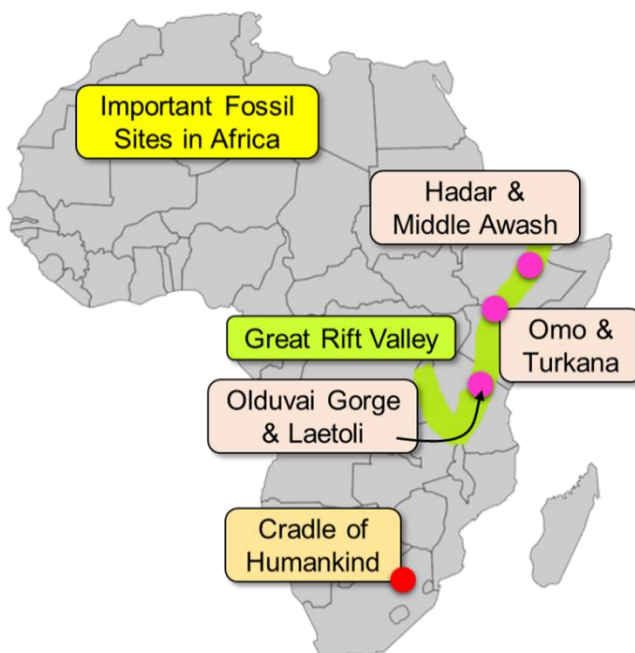 Important Fossil
Sites in Africa
Hadar &
Middle Awash
Great Rift Valley
Omo &
Turkana
Olduvai Gorge
& Laetoli
Cradle of
Humankind